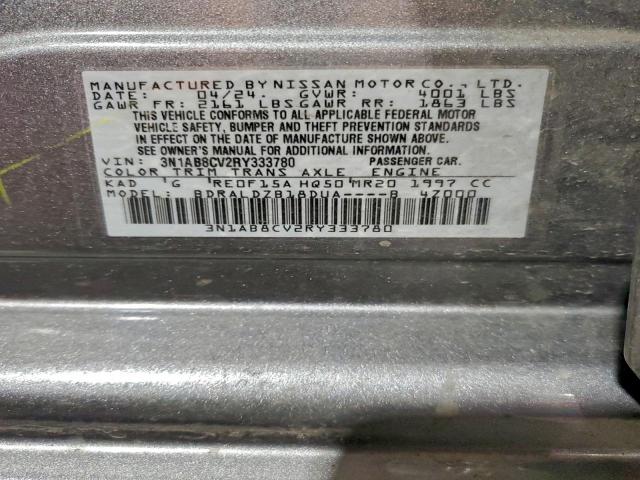 MANUFACTURED BY NISSAN MOTOR CO., LTD.
DATE: 04/24 GVWR: 4001 LBS
GAWR FR: 2161 LBS GAWR RR: 1863 LBS
THIS VEHICLE CONFORMS TO ALL APPLICABLE FEDERAL MOTOR
VEHICLE SAFETY, BUMPER AND THEFT PREVENTION STANDARDS
IN EFFECT ON THE DATE OF MANUFACTURE SHOWN ABOVE.
SEE OWNER'S MANUAL FOR ADDITIONAL INFORMATION.
VIN: 3N1AB8CV2RY333780 PASSENGER CAR.
COLOR TRIM TRANS AXLE ENGINE
KAD G RE0F15A HQ50 MR20 1997 CC
MODEL: BDRALDZB18DUA----B 4Z000
3N1AB8CV2RY333780